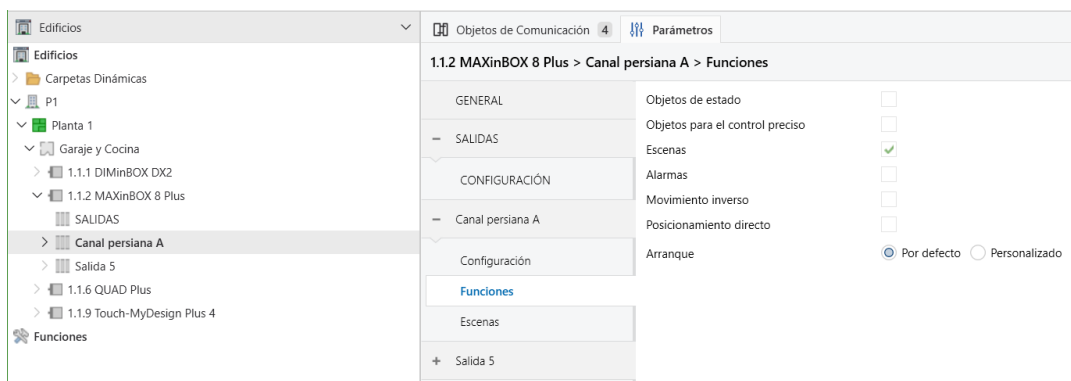 Edificios
Edificios
Carpetas Dinámicas
P1
Planta 1
Garaje y Cocina
1.1.1 DIMinBOX DX2
1.1.2 MAXinBOX 8 Plus
SALIDAS
Canal persiana A
Salida 5
1.1.6 QUAD Plus
1.1.9 Touch-MyDesign Plus 4
Funciones
Objetos de Comunicación 4 Parámetros
1.1.2 MAXinBOX 8 Plus > Canal persiana A > Funciones
GENERAL
SALIDAS
CONFIGURACIÓN
Canal persiana A
Configuración
Funciones
Escenas
Salida 5
Objetos de estado
Objetos para el control preciso
Escenas
Alarmas
Movimiento inverso
Posicionamiento directo
Arranque Por defecto Personalizado